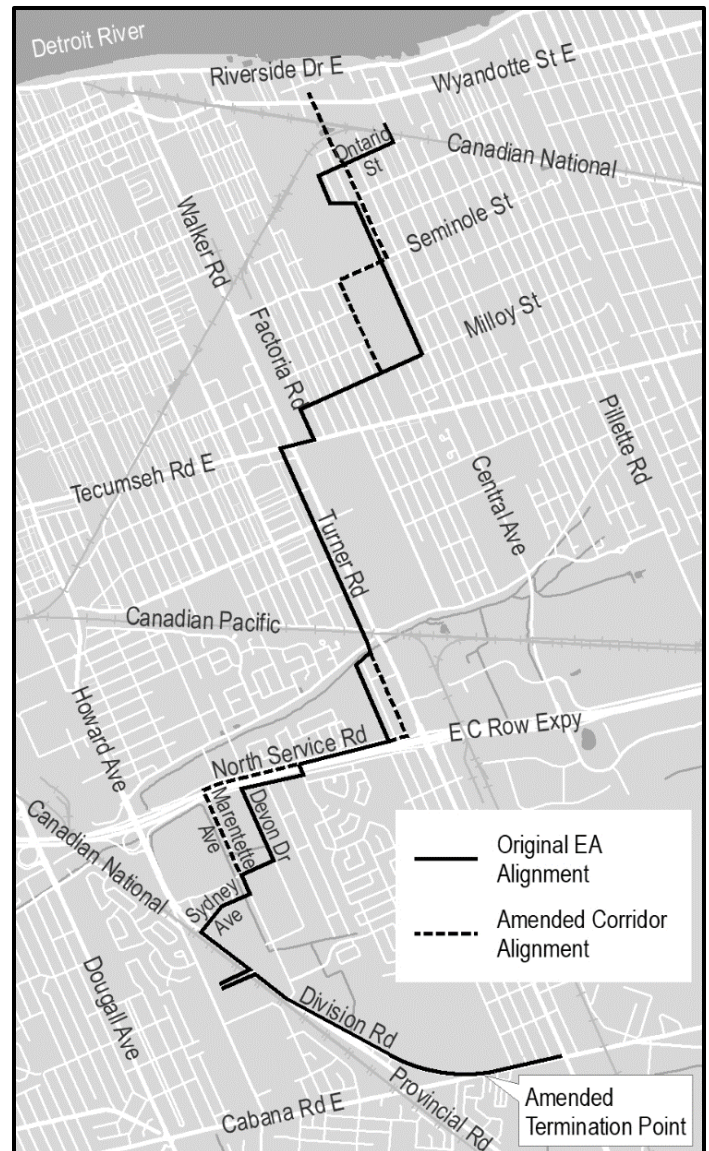 Detroit River
Riverside Dr E
Wyandotte St E
Ontario
St
Canadian National
Walker Rd
Seminole St
Factoria Rd
Milloy St
Pillette Rd
Tecumseh Rd E
Central Ave
Turner Rd
Canadian Pacific
Howard Ave
North Service Rd
E C Row Expy
Marentette
Ave
Devon Dr
Canadian National
Sydney
Ave
Original EA
Alignment
Amended Corridor
Alignment
Dougall Ave
Division Rd
Provincial Rd
Cabana Rd E
Amended
Termination Point